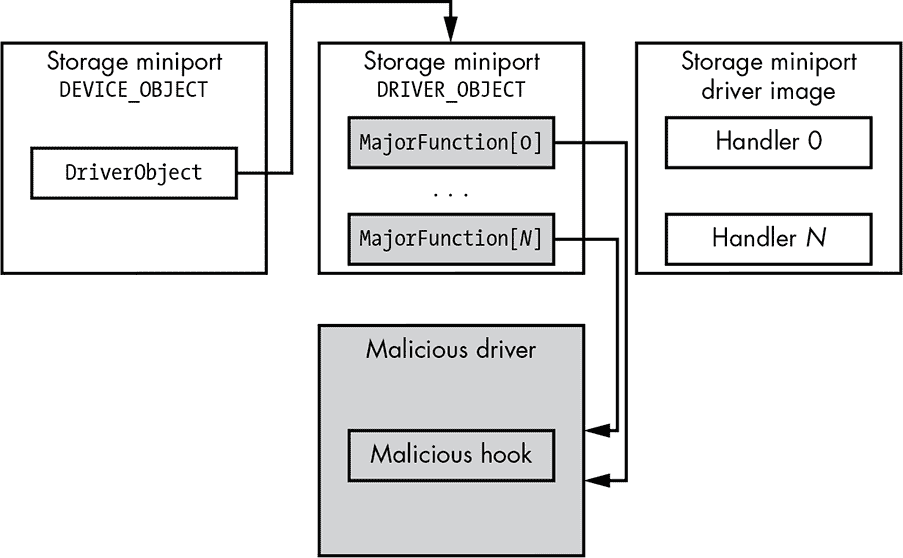 Storage miniport
DEVICE_OBJECT
DriverObject
Storage miniport
DRIVER_OBJECT
MajorFunction[0]
...
MajorFunction[N]
Storage miniport
driver image
Handler 0
Handler N
Malicious driver
Malicious hook